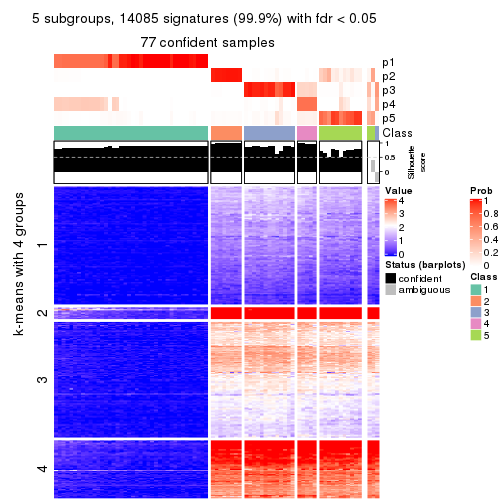 5 subgroups, 14085 signatures (99.9%) with fdr < 0.05
77 confident samples
p1
p2
p3
p4
p5
Class
1
0.5
0
Silhouette
score
k-means with 4 groups
1
2
3
4
Value
4
3
2
1
0
Status (barplots)
confident
ambiguous
Prob
1
0.8
0.6
0.4
0.2
0
Class
1
2
3
4
5